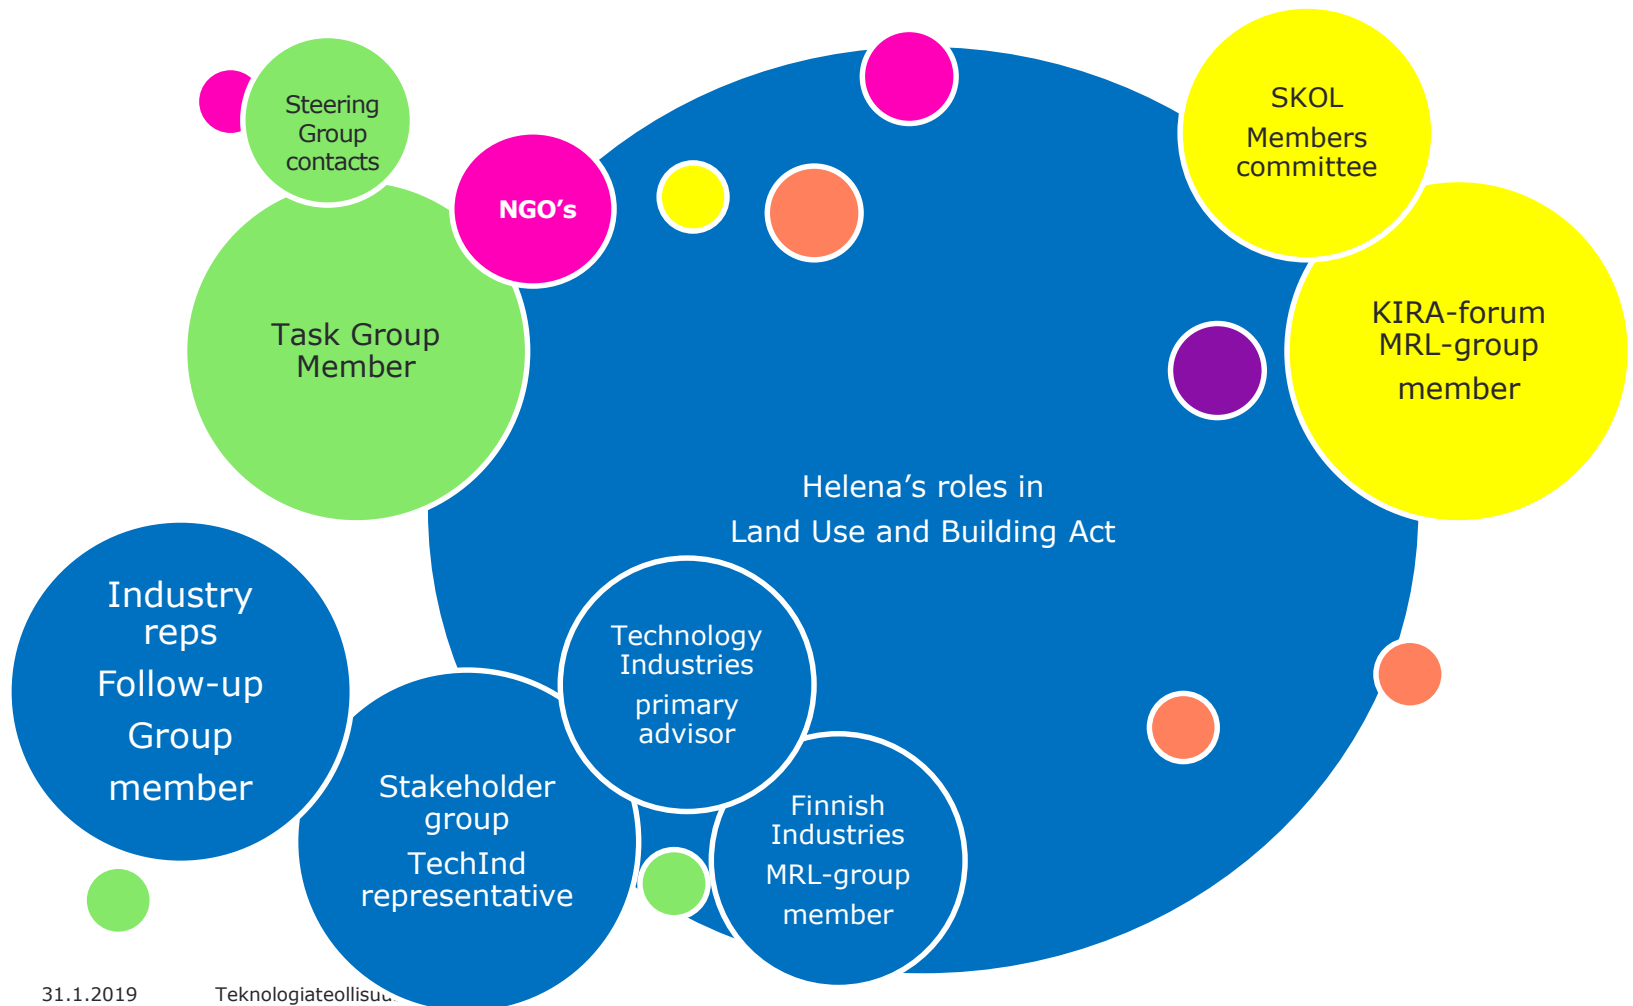 Steering
Group
contacts
NGO's
SKOL
Members
committee
Task Group
Member
KIRA-forum
MRL-group
member
Helena's roles in
Land Use and Building Act
Industry
reps
Follow-up
Group
member
Technology
Industries
primary
advisor
Stakeholder
group
TechInd
representative
Finnish
Industries
MRL-group
member
31.1.2019